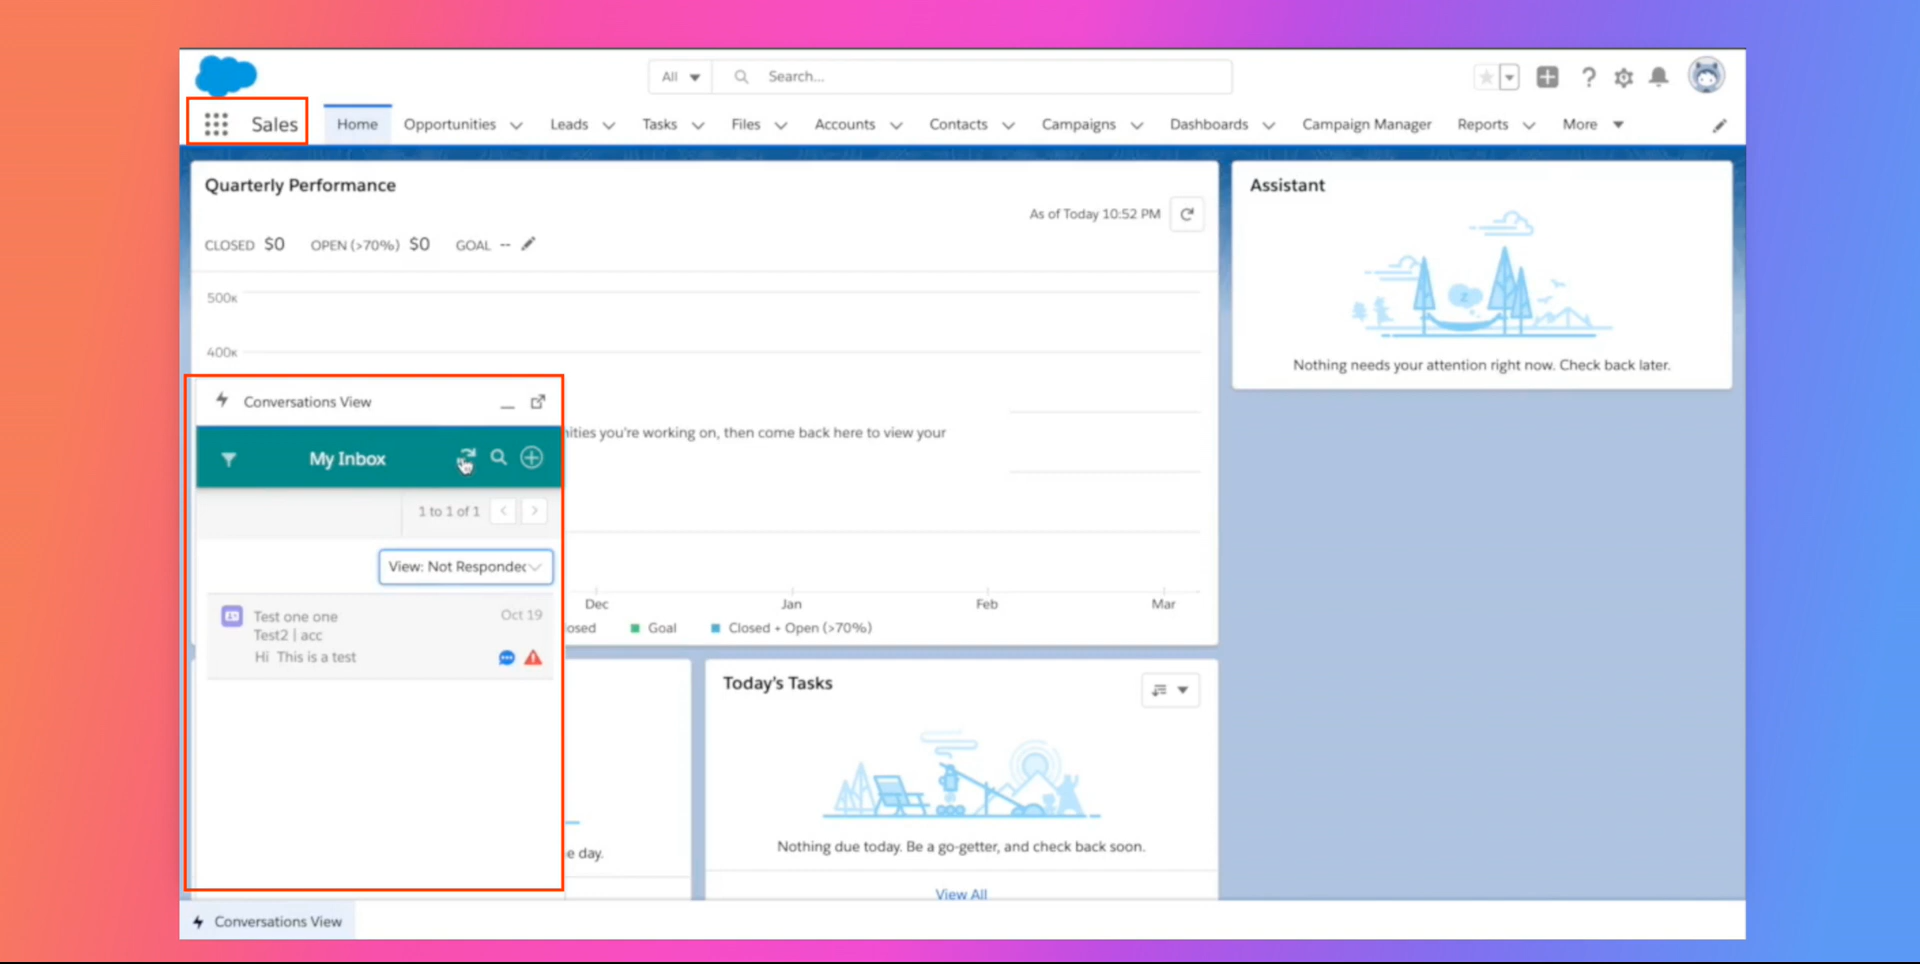 All
Search...
Sales
Home
Opportunities
Leads
Tasks
Files
Accounts
Contacts
Campaigns
Dashboards
Campaign Manager
Reports
More
Quarterly Performance
As of Today 10:52 PM
CLOSED $0 OPEN (>70%) $0 GOAL --
500K
400K
ities you're working on, then come back here to view your
Dec Jan Feb Mar
osed Goal Closed + Open (>70%)
Assistant
Nothing needs your attention right now. Check back later.
Conversations View
My Inbox
1 to 1 of 1
View: Not Responded
Test one one Oct 19
Test2 | acc
Hi This is a test
e day.
Today's Tasks
Nothing due today. Be a go-getter, and check back soon.
View All
Conversations View